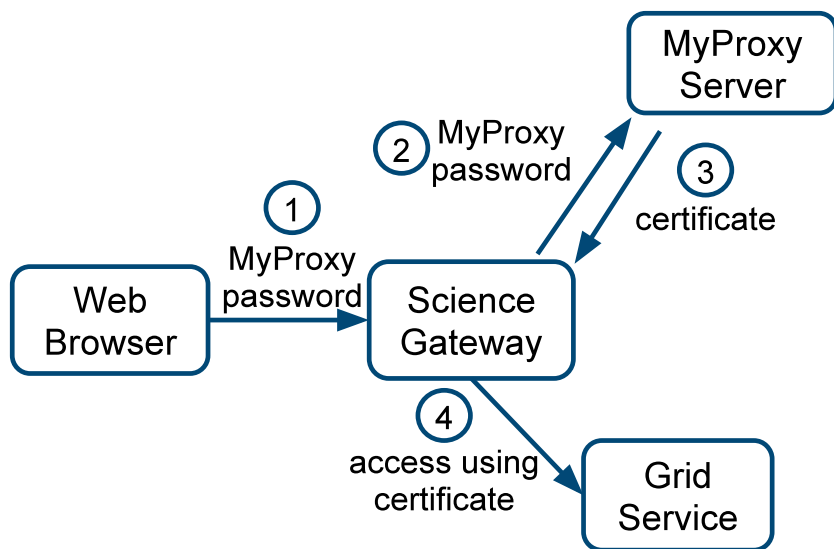 MyProxy
Server
2
MyProxy
password
3
certificate
1
MyProxy
password
Web
Browser
Science
Gateway
4
access using
certificate
Grid
Service